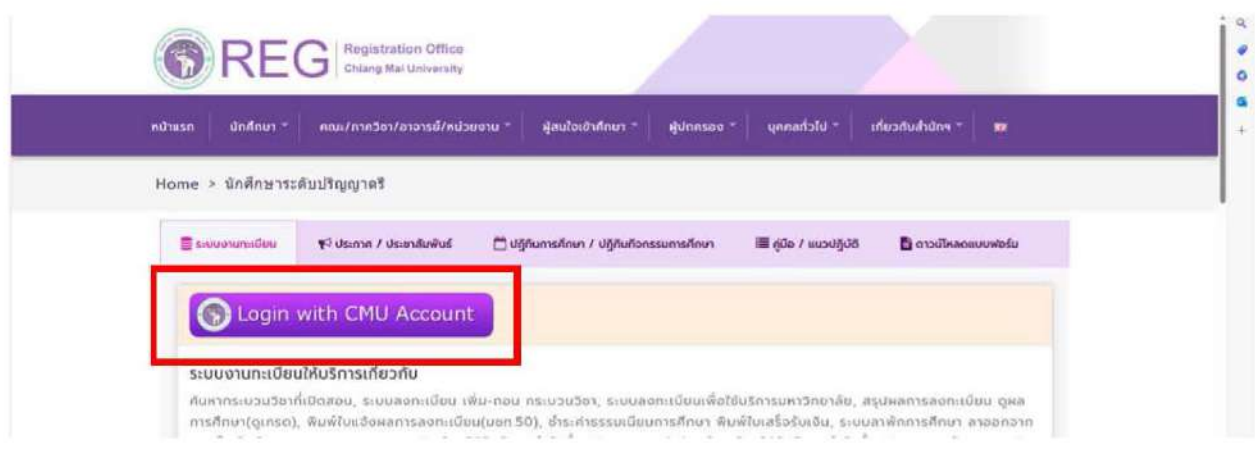 REG Registration Office
Chiang Mai University
หน้าแรก นักศึกษา คณะ/ภาควิชา/อาจารย์/หน่วยงาน ผู้สนใจเข้าศึกษา ผู้ปกครอง บุคคลทั่วไป เกี่ยวกับสำนักฯ
Home > นักศึกษาระดับปริญญาตรี
ระบบงานทะเบียน ประกาศ / ประชาสัมพันธ์ ปฏิทินการศึกษา / ปฏิทินกิจกรรมการศึกษา คู่มือ / แนวปฏิบัติ ดาวน์โหลดแบบฟอร์ม
Login with CMU Account
ระบบงานทะเบียนให้บริการเกี่ยวกับ
ค้นหากระบวนวิชาที่เปิดสอน, ระบบลงทะเบียน เพิ่ม-ถอน กระบวนวิชา, ระบบลงทะเบียนเพื่อใช้บริการมหาวิทยาลัย, สรุปผลการลงทะเบียน ดูผล
การศึกษา(ดูเกรด), พิมพ์ใบแจ้งผลการลงทะเบียน(มชท.50), ชำระค่าธรรมเนียมการศึกษา พิมพ์ใบเสร็จรับเงิน, ระบบลาพักการศึกษา ลาออกจาก